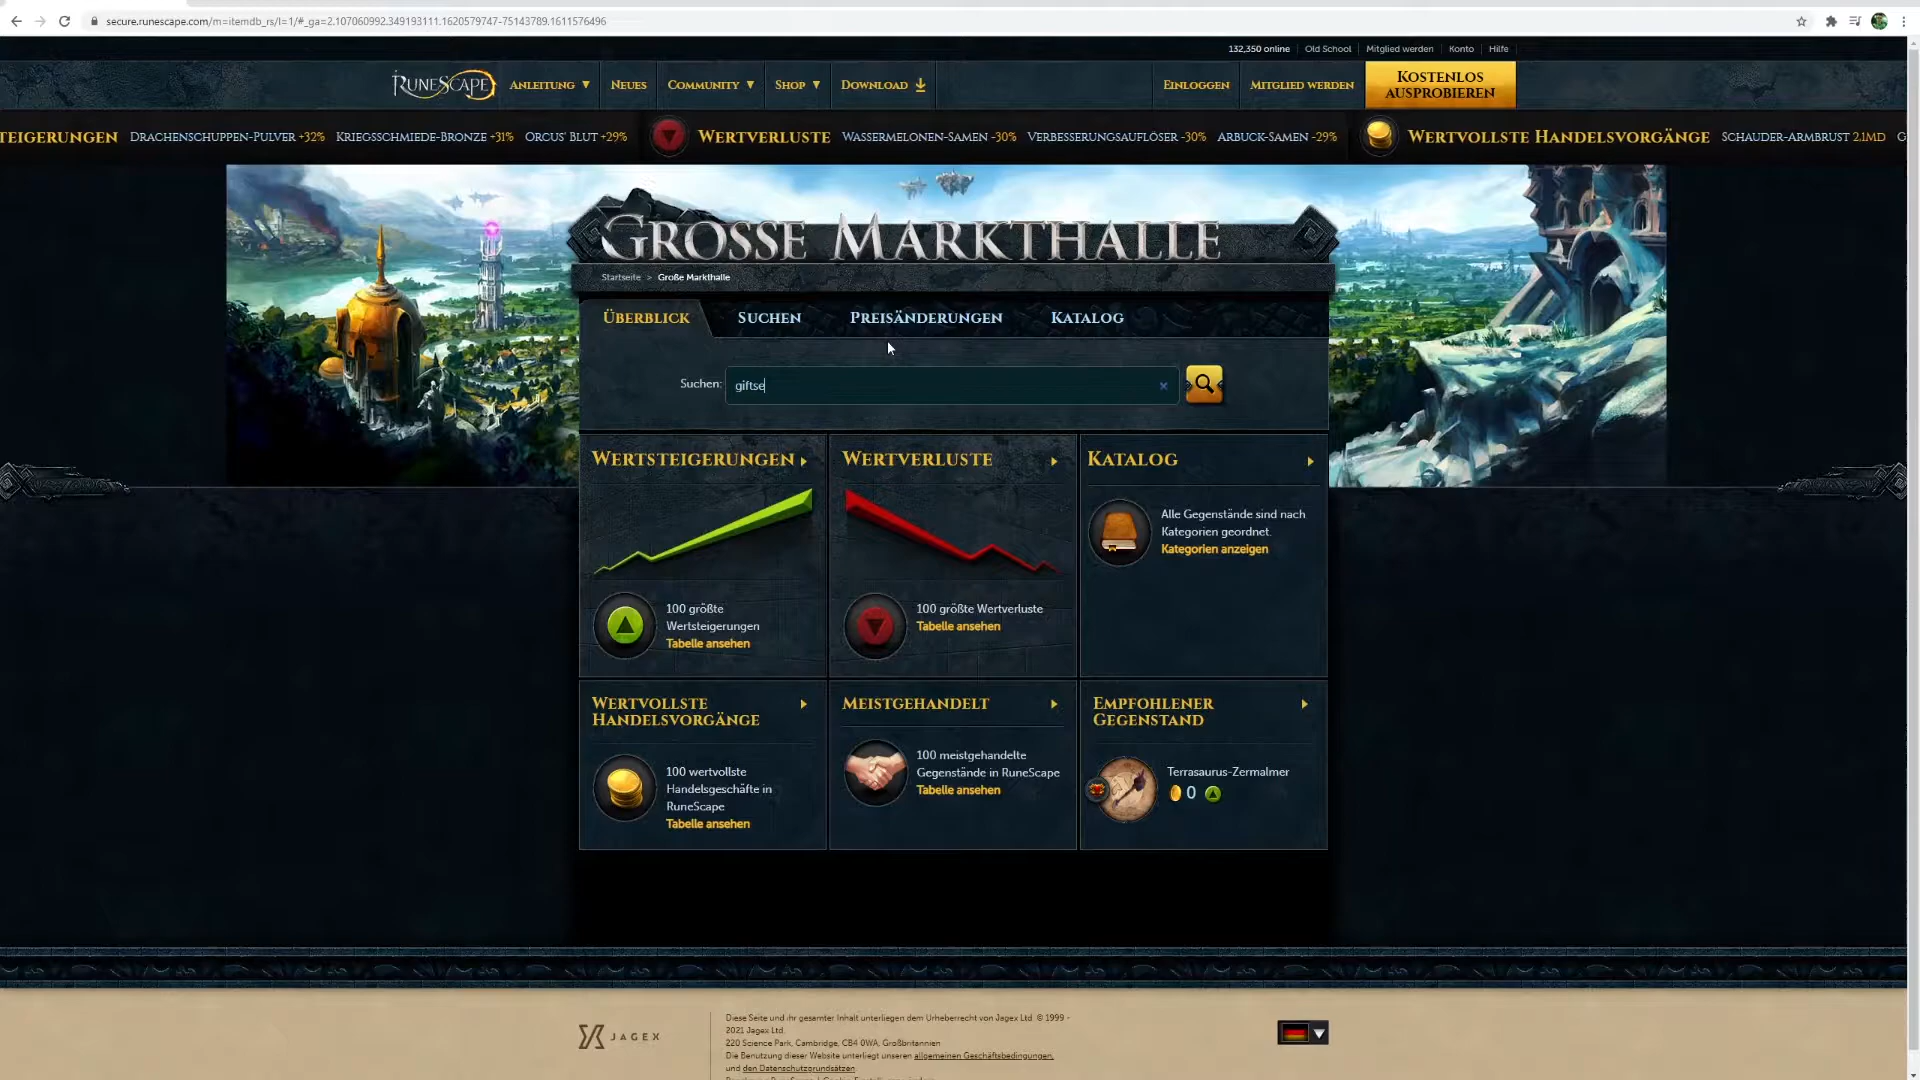 secure.runescape.com/m=itemdb_rs/l=1/#_ga=2.107060992.349193111.1620579747-75143789.1611576496
132,350 online Old School Mitglied werden Konto Hilfe
RuneScape Anleitung Neues Community Shop Download Einloggen Mitglied werden Kostenlos
ausprobieren
teigerungen Drachenschuppen-Pulver +32% Kriegsschmiede-Bronze +31% Orcus' Blut +29% Wertverluste Wassermelonen-Samen -30% Verbesserungsauflöser -30% Arbuck-Samen -29% Wertvollste Handelsvorgänge Schauder-Armbrust 2.1MD G
Grosse Markthalle
Startseite > Große Markthalle
Überblick Suchen Preisänderungen Katalog
Suchen: giftse
Wertsteigerungen
100 größte
Wertsteigerungen
Tabelle ansehen
Wertverluste
100 größte Wertverluste
Tabelle ansehen
Katalog
Alle Gegenstände sind nach
Kategorien geordnet.
Kategorien anzeigen
Wertvollste
Handelsvorgänge
100 wertvollste
Handelsgeschäfte in
RuneScape
Tabelle ansehen
Meistgehandelt
100 meistgehandelte
Gegenstände in RuneScape
Tabelle ansehen
Empfohlener
Gegenstand
Terrasaurus-Zermalmer
0
JAGEX
Diese Seite und ihr gesamter Inhalt unterliegen dem Urheberrecht von Jagex Ltd. © 1999 -
2021 Jagex Ltd.
220 Science Park, Cambridge, CB4 0WA, Großbritannien
Die Benutzung dieser Website unterliegt unseren allgemeinen Geschäftsbedingungen,
und den Datenschutzgrundsätzen